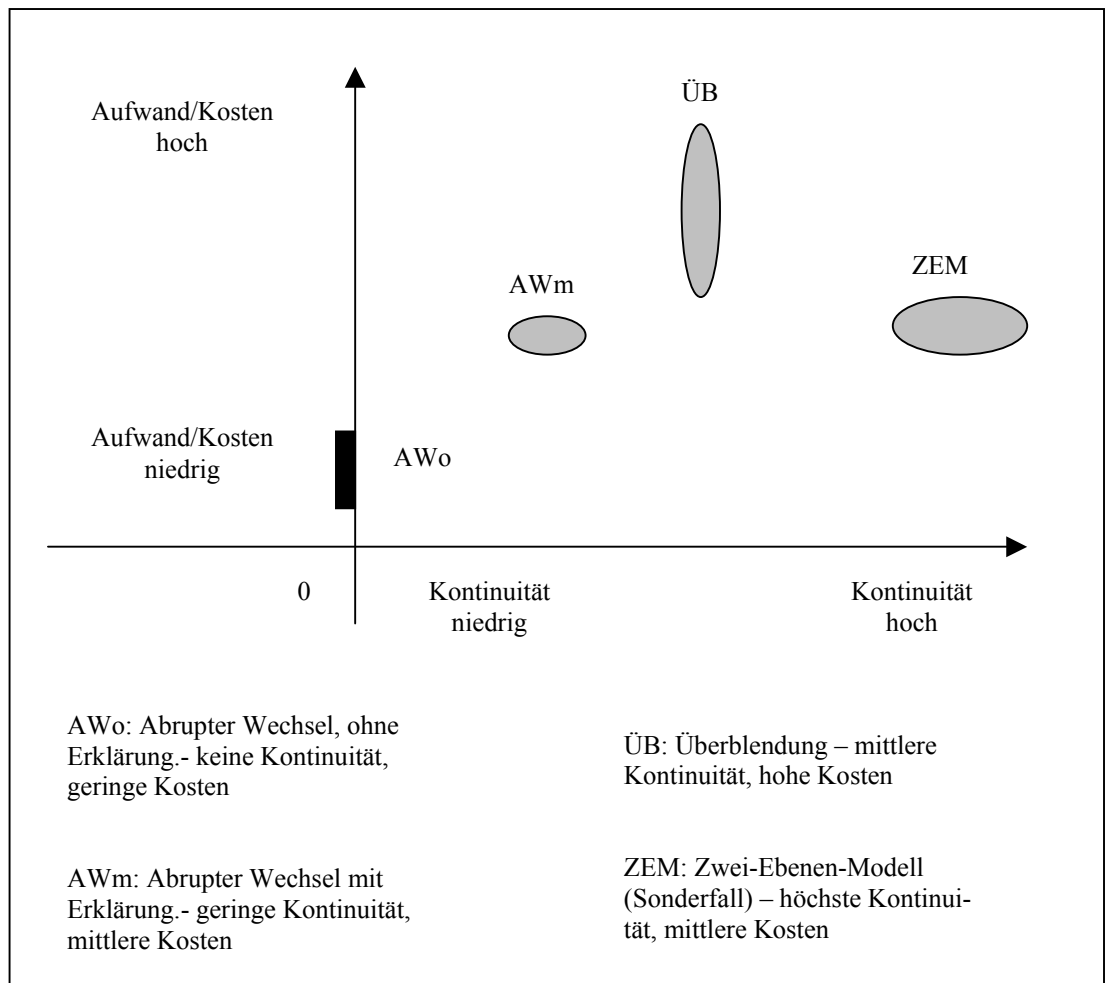 ÜB
Aufwand/Kosten
hoch
ZEM
AWm
Aufwand/Kosten
niedrig
AWo
0
Kontinuität
niedrig
Kontinuität
hoch
AWo: Abrupter Wechsel, ohne
Erklärung.- keine Kontinuität,
geringe Kosten
ÜB: Überblendung – mittlere
Kontinuität, hohe Kosten
AWm: Abrupter Wechsel mit
Erklärung.- geringe Kontinuität,
mittlere Kosten
ZEM: Zwei-Ebenen-Modell
(Sonderfall) – höchste Kontinui-
tät, mittlere Kosten